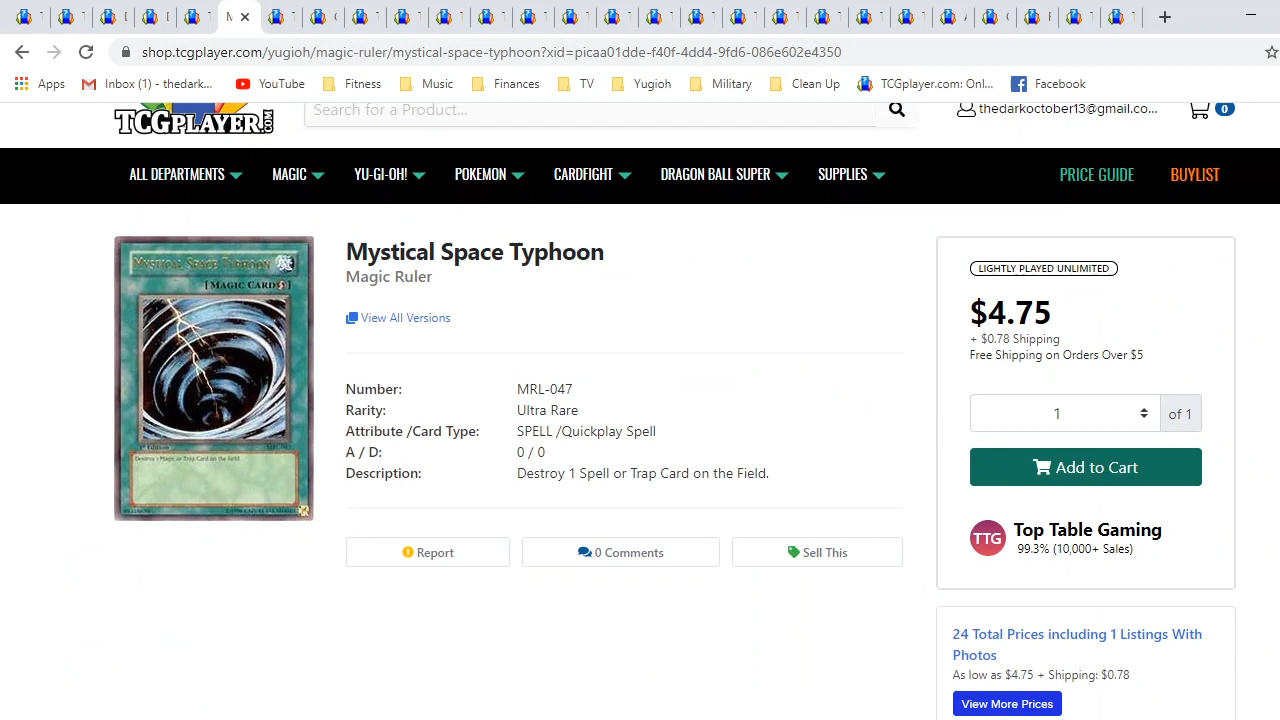 shop.tcgplayer.com/yugioh/magic-ruler/mystical-space-typhoon?xid=picaa01dde-f40f-4dd4-9fd6-086e602e4350
Apps Inbox (1) - thedark... YouTube Fitness Music Finances TV Yugioh Military Clean Up TCGplayer.com: Onl... Facebook
TCGPLAYER.COM Search for a Product... thedarkoctober13@gmail.co... 0
ALL DEPARTMENTS MAGIC YU-GI-OH! POKEMON CARDFIGHT DRAGON BALL SUPER SUPPLIES PRICE GUIDE BUYLIST
MYSTICAL SPACE TYPHOON
[MAGIC CARD]
1st Edition
Mystical Space Typhoon
Magic Ruler
View All Versions
Number: MRL-047
Rarity: Ultra Rare
Attribute /Card Type: SPELL /Quickplay Spell
A / D: 0 / 0
Description: Destroy 1 Spell or Trap Card on the Field.
Report 0 Comments Sell This
LIGHTLY PLAYED UNLIMITED
$4.75
+ $0.78 Shipping
Free Shipping on Orders Over $5
1 of 1
Add to Cart
TTG Top Table Gaming
99.3% (10,000+ Sales)
24 Total Prices including 1 Listings With
Photos
As low as $4.75 + Shipping: $0.78
View More Prices